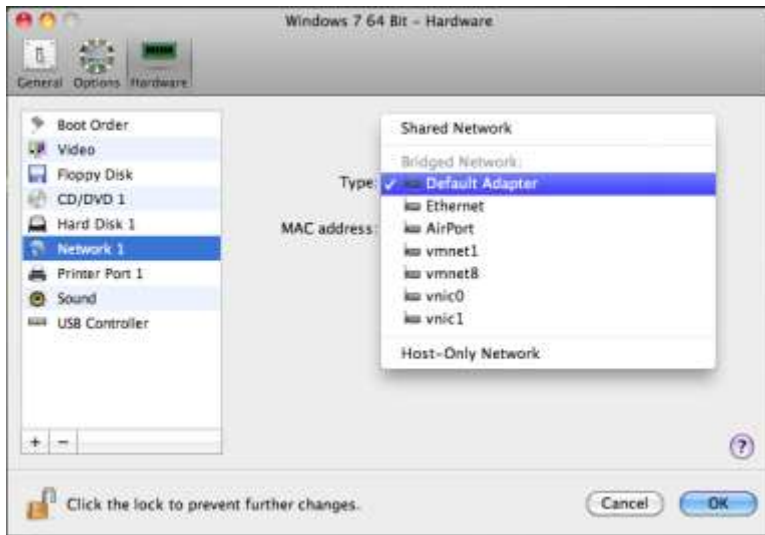 Windows 7 64 Bit - Hardware
General Options Hardware
Boot Order
Video
Floppy Disk
CD/DVD 1
Hard Disk 1
Network 1
Printer Port 1
Sound
USB Controller
+ -
Type:
MAC address:
Shared Network
Bridged Network:
✓ Default Adapter
Ethernet
AirPort
vmnet1
vmnet8
vnic0
vnic1
Host-Only Network
?
Click the lock to prevent further changes.
Cancel OK